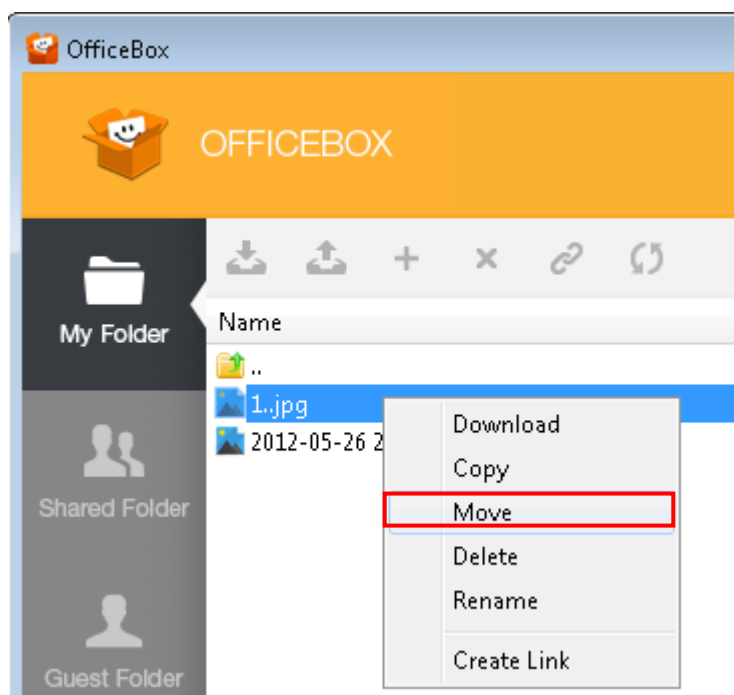 OfficeBox
OFFICEBOX
My Folder
Shared Folder
Guest Folder
Name
..
1..jpg
2012-05-26 2
Download
Copy
Move
Delete
Rename
Create Link